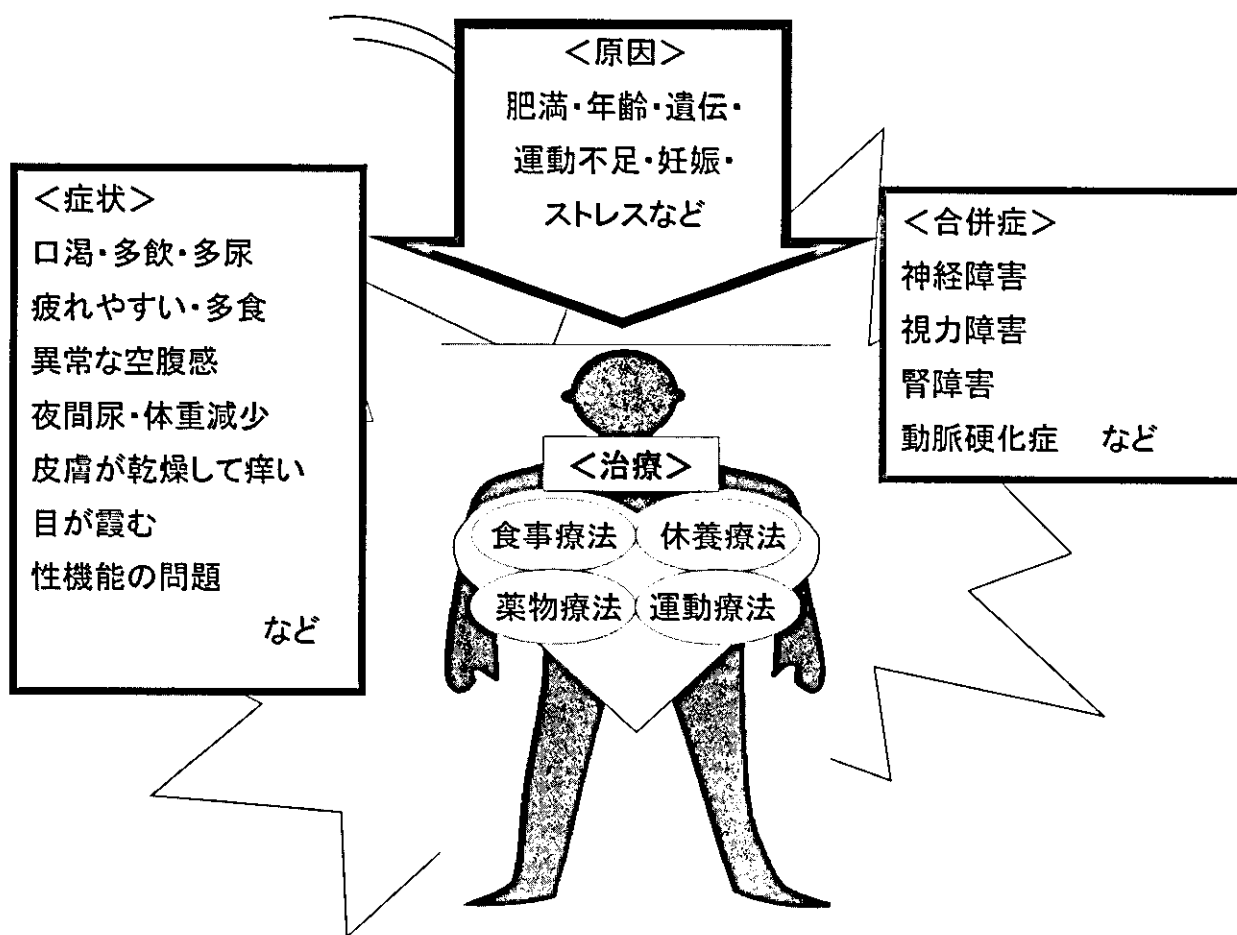 ＜原因＞
肥満・年齢・遺伝・
運動不足・妊娠・
ストレスなど
＜症状＞
口渇・多飲・多尿
疲れやすい・多食
異常な空腹感
夜間尿・体重減少
皮膚が乾燥して痒い
目が霞む
性機能の問題
など
＜合併症＞
神経障害
視力障害
腎障害
動脈硬化症　など
＜治療＞
食事療法　休養療法
薬物療法　運動療法